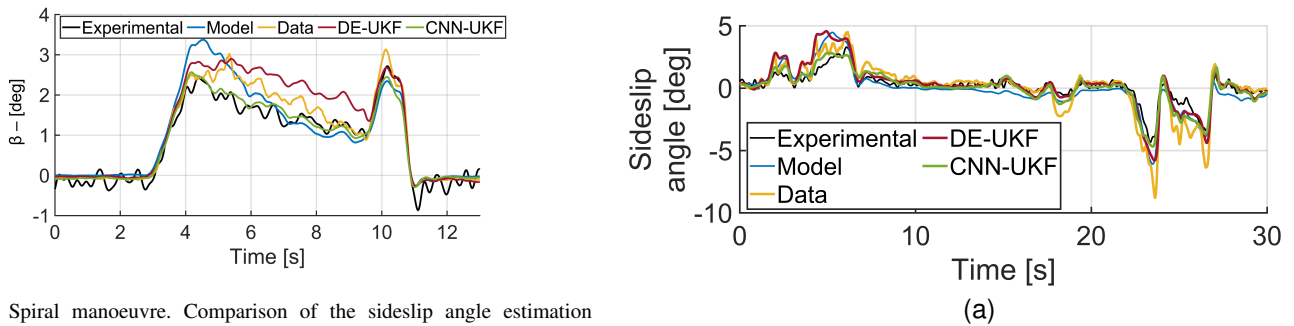 4
3
2
1
0
-1
β – [deg]
Experimental Model Data DE-UKF CNN-UKF
0 2 4 6 8 10 12
Time [s]
Spiral manoeuvre. Comparison of the sideslip angle estimation
5
0
-5
-10
Sideslip
angle [deg]
Experimental DE-UKF
Model CNN-UKF
Data
0 10 20 30
Time [s]
(a)